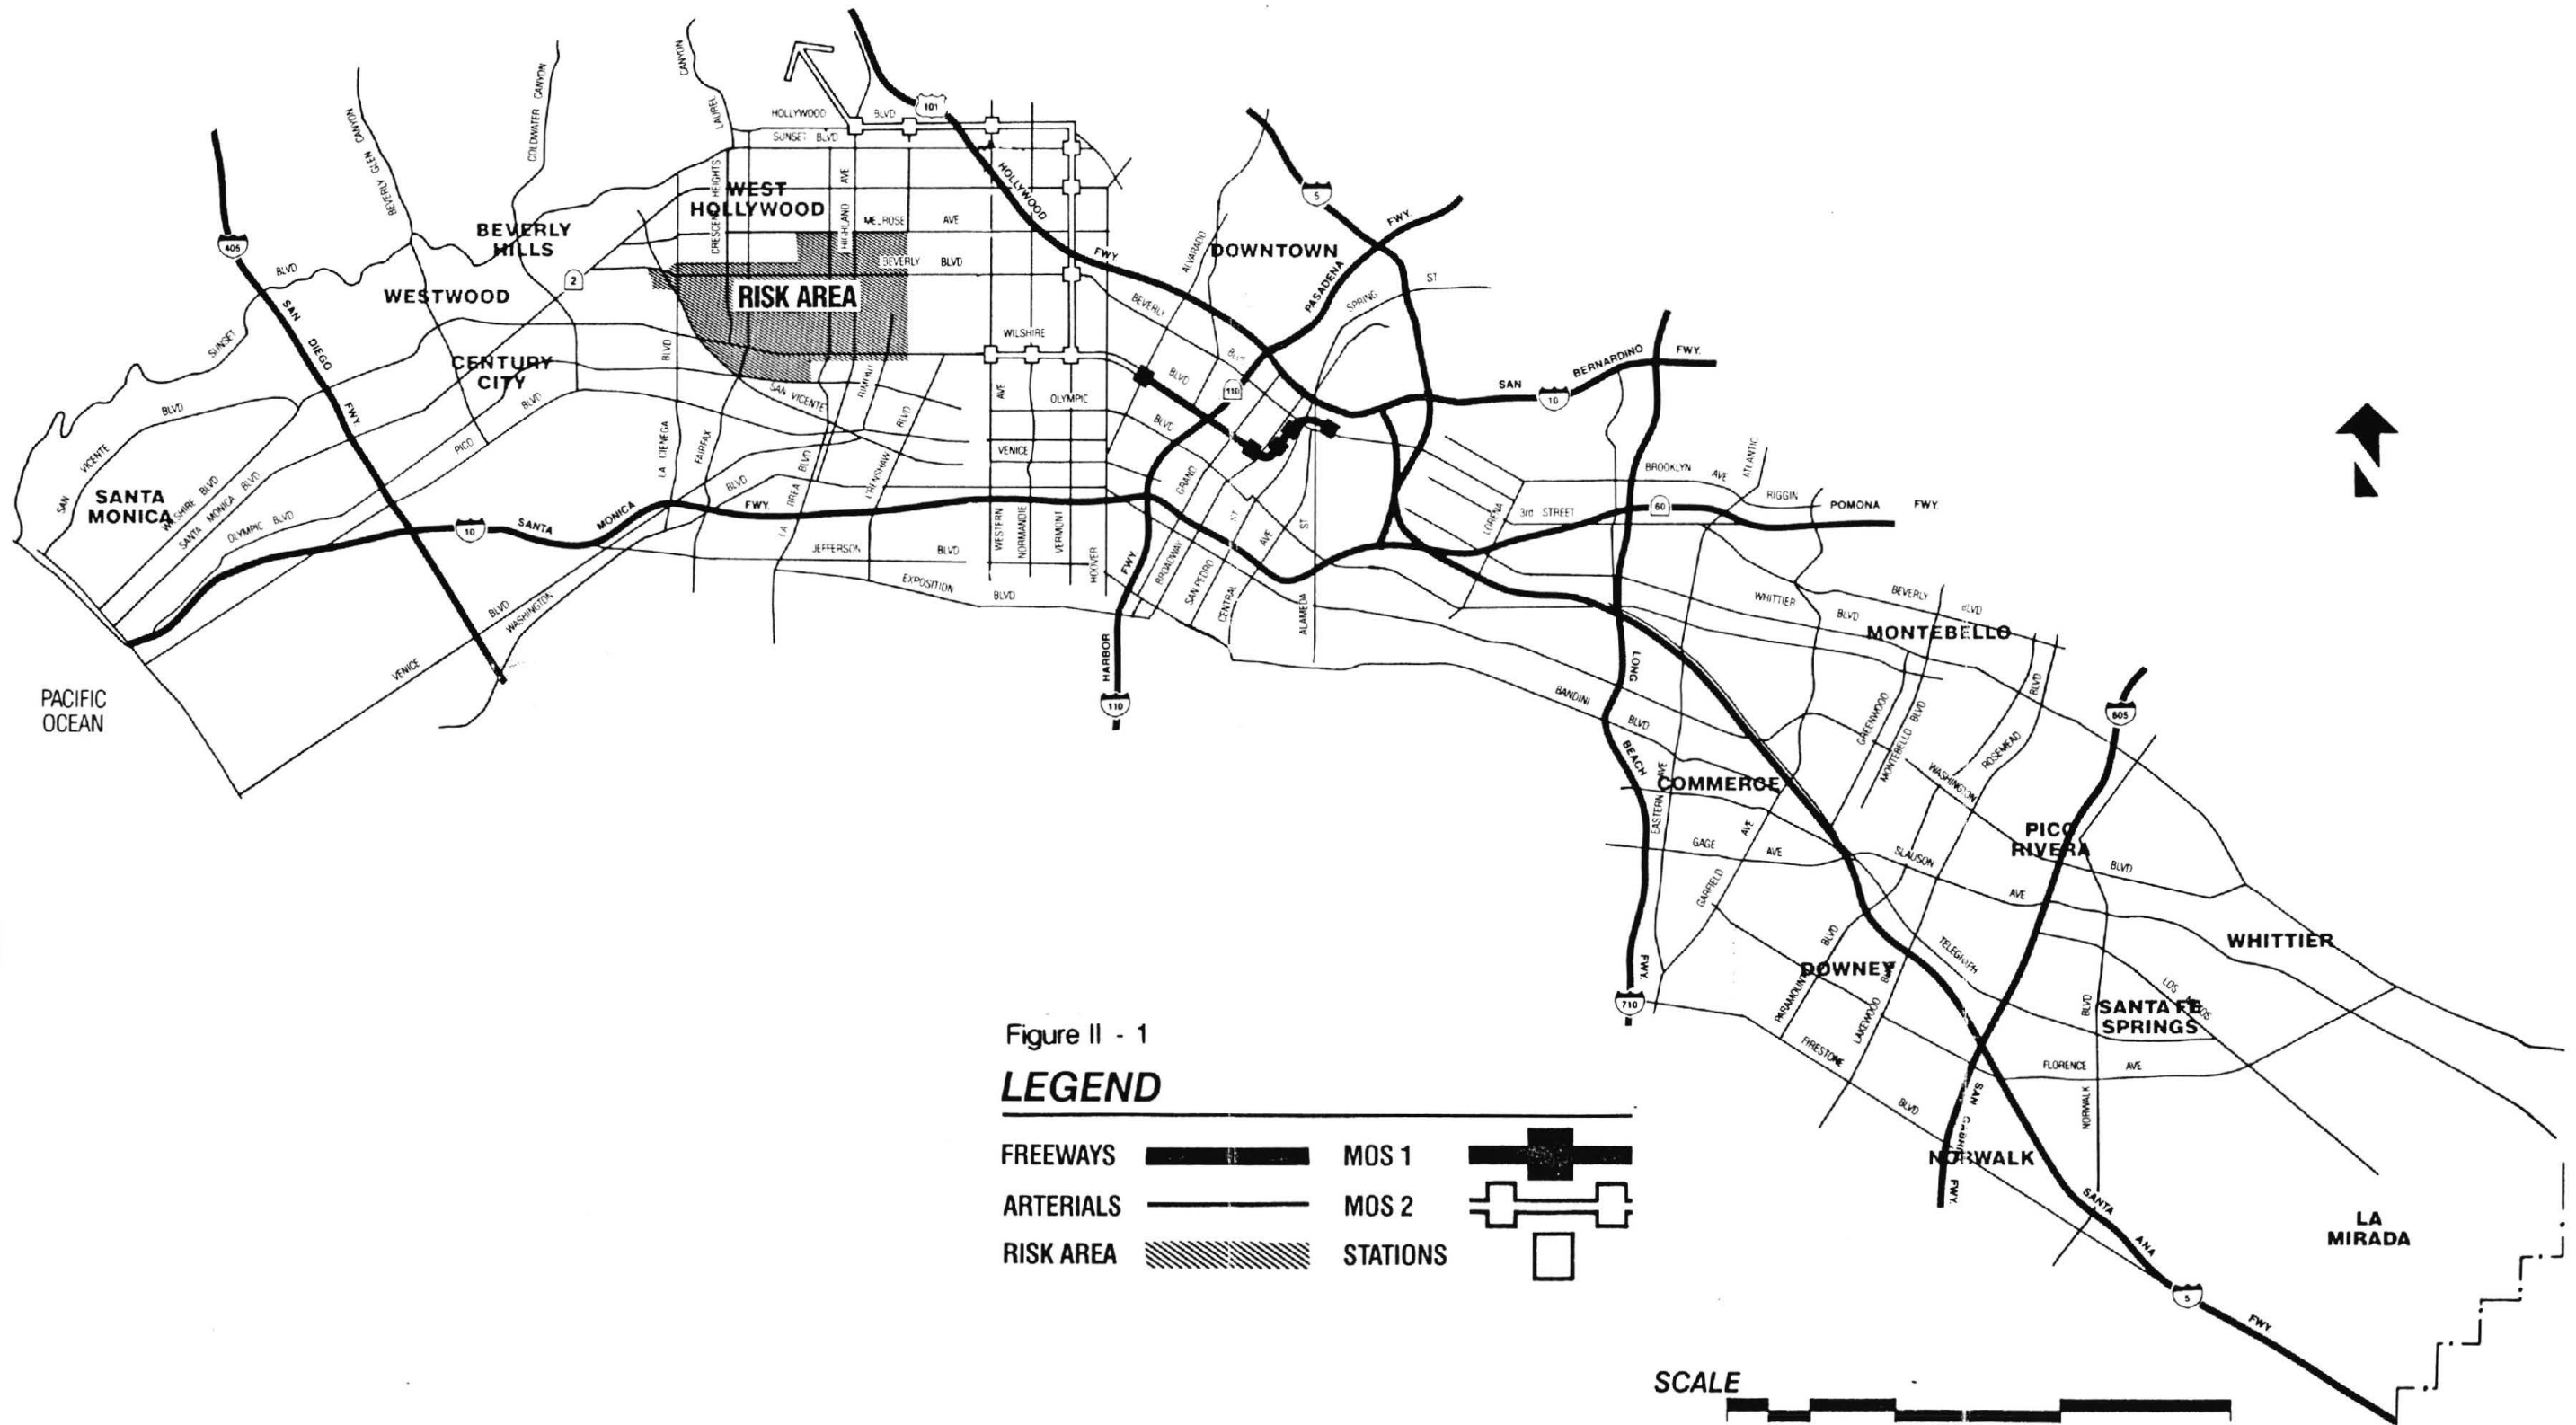 CANYON
COLDWATER CANYON
CANYON
BEVERLY GLEN
LAUREL
101
HOLLYWOOD BLVD
SUNSET BLVD
HOLLYWOOD
CRESCENT HEIGHTS
HIGHLAND AVE
WEST
HOLLYWOOD
MELROSE AVE
BEVERLY
HILLS
405
BLVD
SUNSET
2
WESTWOOD
BEVERLY BLVD
RISK AREA
FWY.
ALVARADO
DOWNTOWN
5
FWY.
PASADENA
SPRING ST
BEVERLY
BLVD
WILSHIRE
BLVD
SAN DIEGO FWY.
CENTURY
CITY
BLVD
PICO
BLVD
SAN VICENTE
RIMPAU
BLVD
AVE
OLYMPIC
VENICE
BLVD
110
SAN BERNARDINO FWY.
10
LA CIENEGA
FAIRFAX
LA BREA BLVD
CRENSHAW
BLVD
SAN VICENTE
BLVD
SANTA
MONICA
WILSHIRE BLVD
SANTA MONICA BLVD
OLYMPIC BLVD
10
SANTA MONICA FWY.
WESTERN
NORMANDIE
VERMONT
HOOVER
JEFFERSON BLVD
EXPOSITION BLVD
BLVD
WASHINGTON
VENICE
PACIFIC
OCEAN
GRAND
BROADWAY
ST
SAN PEDRO
CENTRAL
AVE
ST
ALAMEDA
FWY.
HARBOR
110
BROOKLYN AVE
ATLANTIC
RIGGIN
60
POMONA FWY.
LORENA
3rd STREET
WHITTIER BLVD
BEVERLY BLVD
MONTEBELLO
LONG BEACH FWY.
BANDINI BLVD
GREENWOOD
MONTEBELLO BLVD
ROSEMEAD
BLVD
605
WASHINGTON
COMMERCE
EASTERN AVE
GAGE AVE
GARFIELD
AVE
SLAUSON
AVE
PICO
RIVERA
BLVD
WHITTIER
TELEGRAPH
DOWNEY
PARAMOUNT
BLVD
LAKEWOOD
710
FIRESTONE
BLVD
SANTA FE
SPRINGS
BLVD
NORWALK
FLORENCE AVE
SAN
FWY.
NORWALK
SANTA ANA
5
FWY.
LA
MIRADA
Figure II - 1
LEGEND
FREEWAYS
MOS 1
ARTERIALS
MOS 2
RISK AREA
STATIONS
SCALE